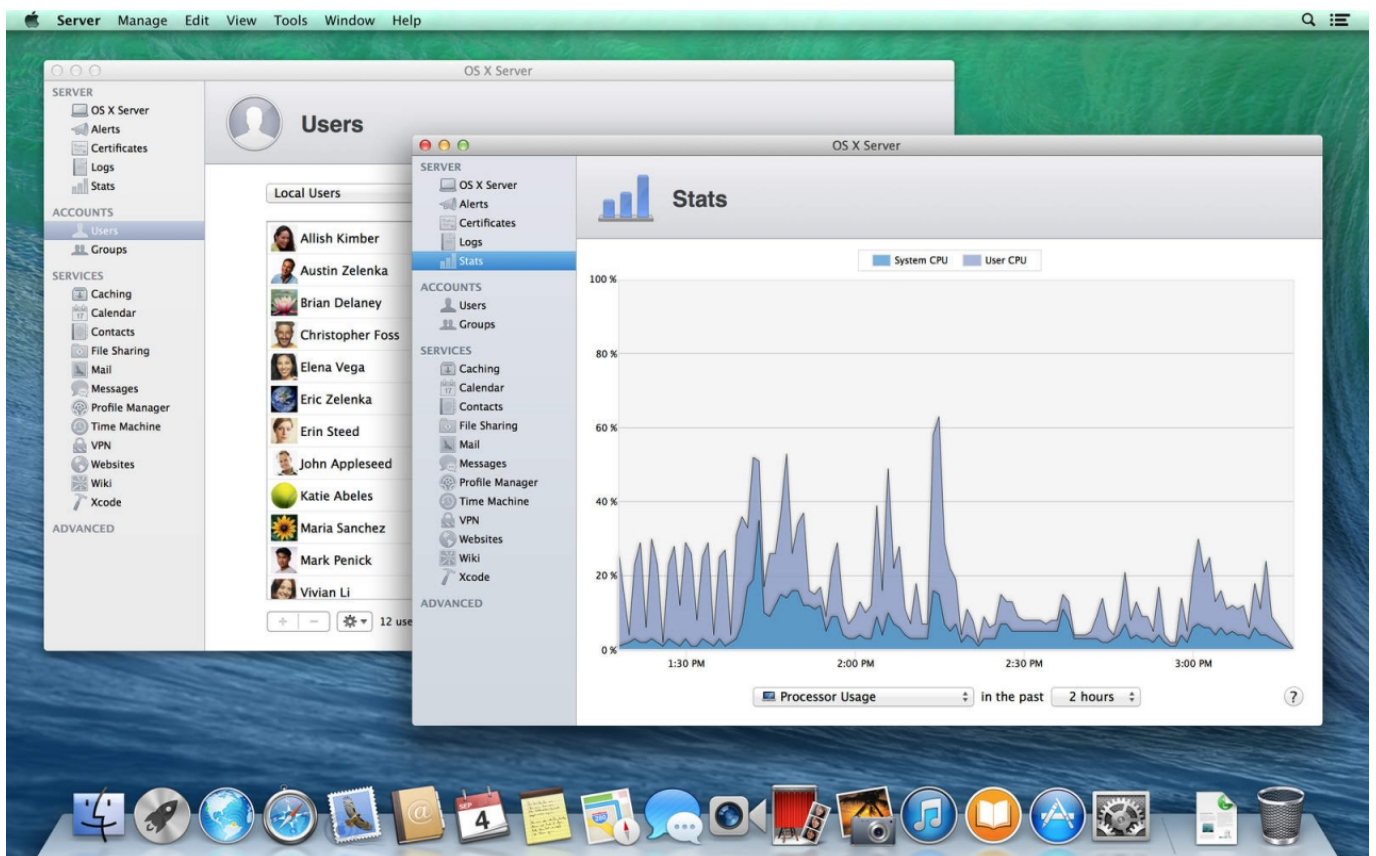 Server Manage Edit View Tools Window Help
OS X Server
SERVER
OS X Server
Alerts
Certificates
Logs
Stats
ACCOUNTS
Users
Groups
SERVICES
Caching
Calendar
Contacts
File Sharing
Mail
Messages
Profile Manager
Time Machine
VPN
Websites
Wiki
Xcode
ADVANCED
Users
Local Users
Allish Kimber
Austin Zelenka
Brian Delaney
Christopher Foss
Elena Vega
Eric Zelenka
Erin Steed
John Appleseed
Katie Abeles
Maria Sanchez
Mark Penick
Vivian Li
12 use
OS X Server
SERVER
OS X Server
Alerts
Certificates
Logs
Stats
ACCOUNTS
Users
Groups
SERVICES
Caching
Calendar
Contacts
File Sharing
Mail
Messages
Profile Manager
Time Machine
VPN
Websites
Wiki
Xcode
ADVANCED
Stats
System CPU User CPU
100 %
80 %
60 %
40 %
20 %
0 %
1:30 PM 2:00 PM 2:30 PM 3:00 PM
Processor Usage in the past 2 hours ?
SEP
4
280